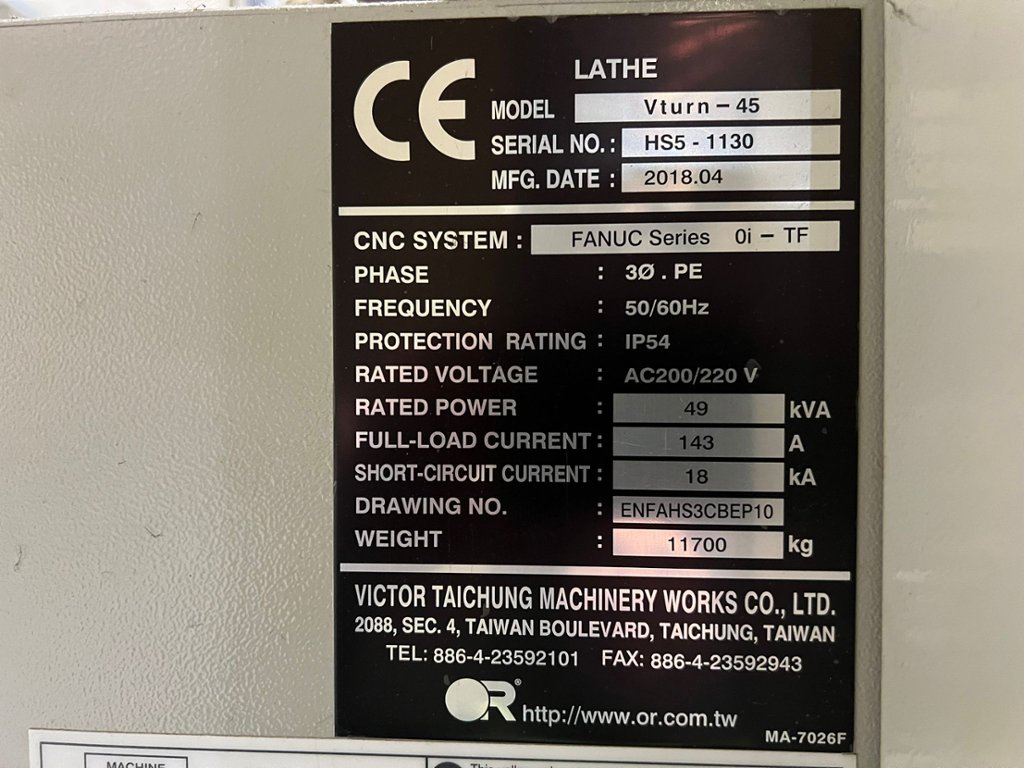 CE
LATHE
MODEL Vturn - 45
SERIAL NO. : HS5 - 1130
MFG. DATE : 2018.04
CNC SYSTEM : FANUC Series 0i - TF
PHASE : 3Ø . PE
FREQUENCY : 50/60Hz
PROTECTION RATING : IP54
RATED VOLTAGE : AC200/220 V
RATED POWER : 49 kVA
FULL-LOAD CURRENT : 143 A
SHORT-CIRCUIT CURRENT : 18 kA
DRAWING NO. : ENFAHS3CBEP10
WEIGHT : 11700 kg
VICTOR TAICHUNG MACHINERY WORKS CO., LTD.
2088, SEC. 4, TAIWAN BOULEVARD, TAICHUNG, TAIWAN
TEL: 886-4-23592101 FAX: 886-4-23592943
OR® http://www.or.com.tw
MA-7026F
MACHINE